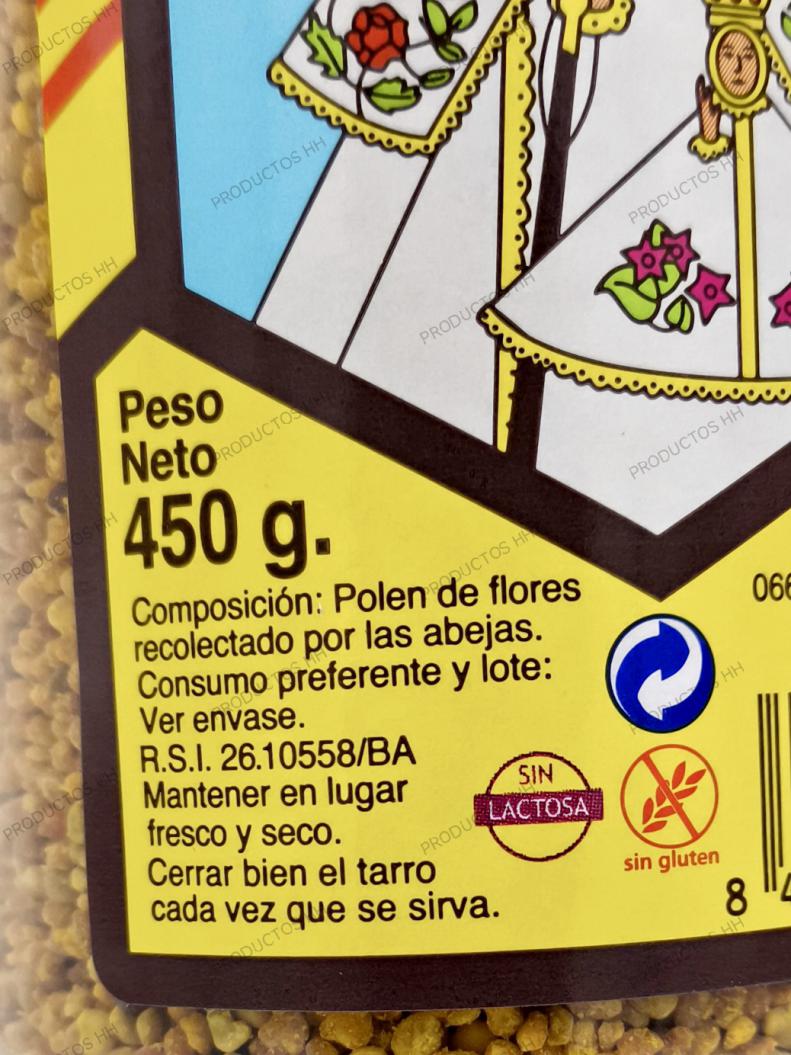 Peso
Neto
450 g.
Composición: Polen de flores
recolectado por las abejas.
Consumo preferente y lote:
Ver envase.
R.S.I. 26.10558/BA
Mantener en lugar
fresco y seco.
Cerrar bien el tarro
cada vez que se sirva.
SIN
LACTOSA
sin gluten
066
8
PRODUCTOS HH